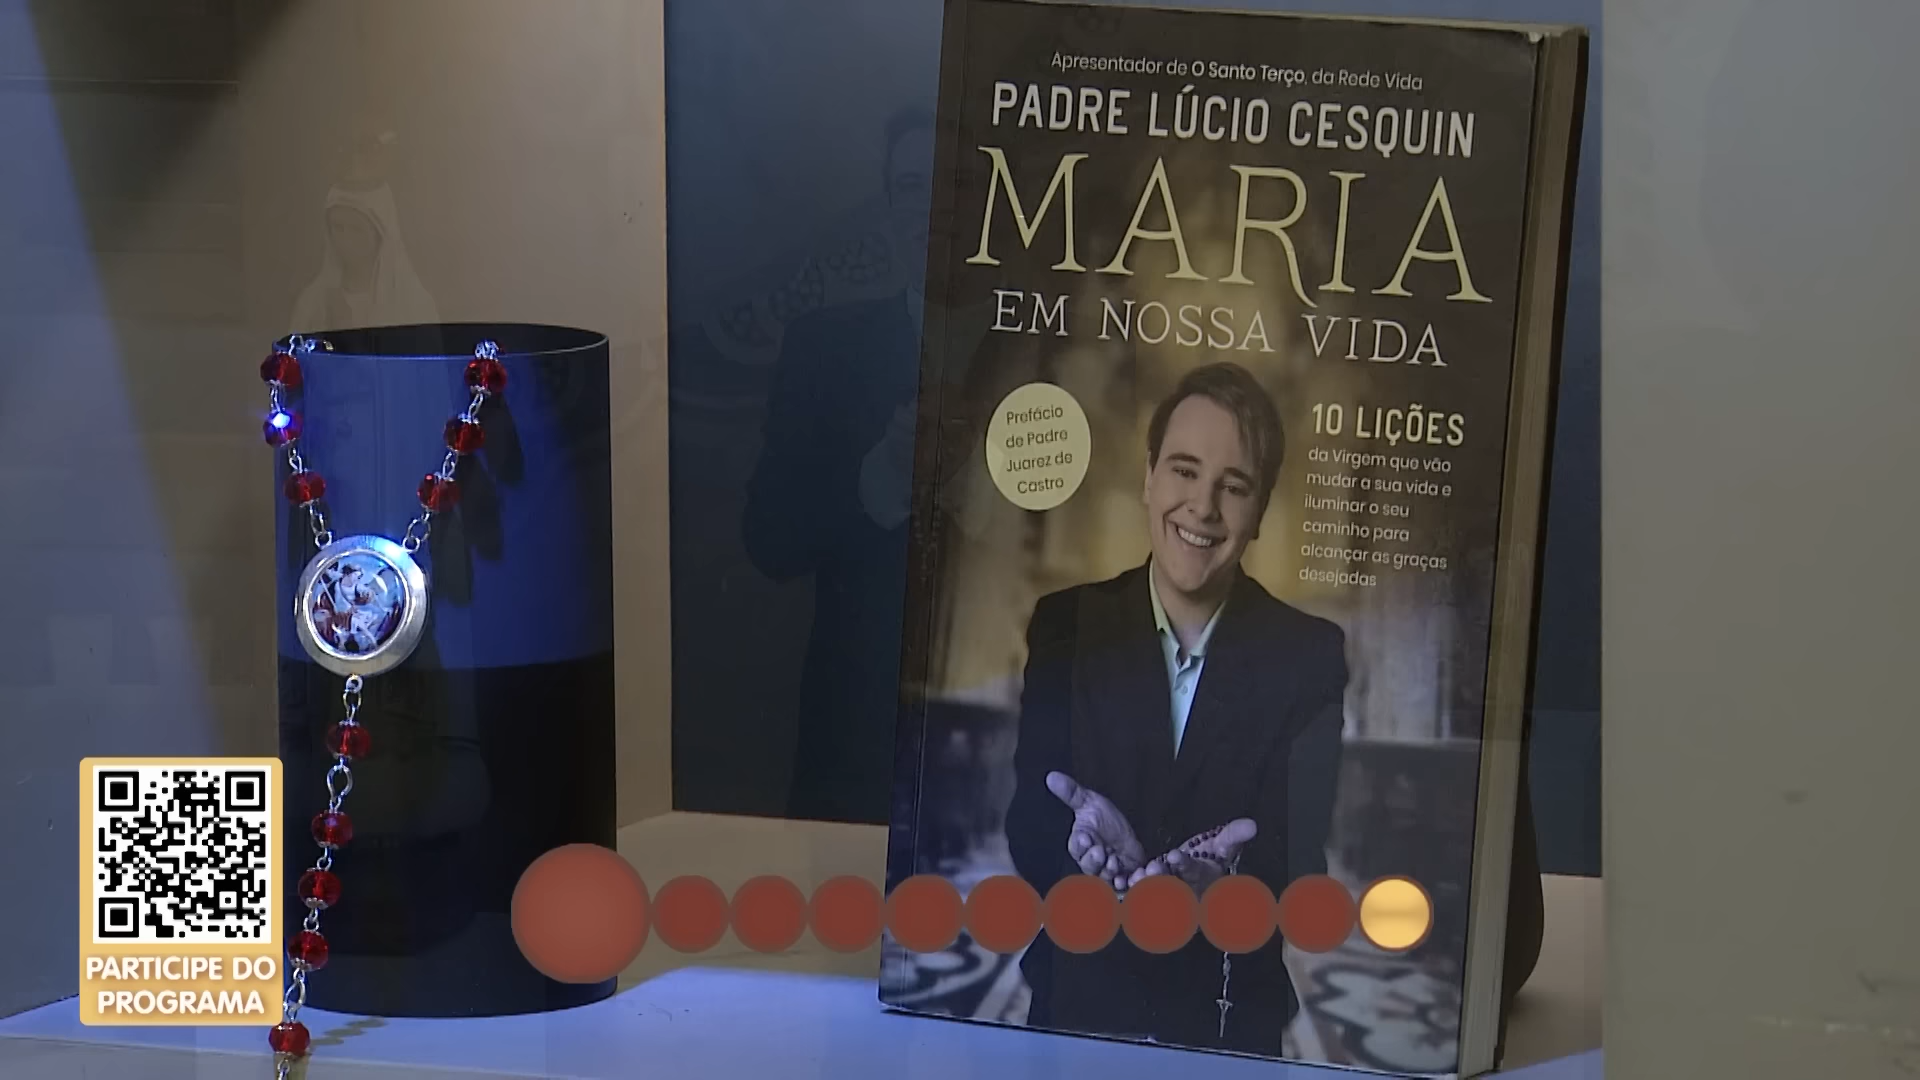 Apresentador de O Santo Terço, da Rede Vida
PADRE LÚCIO CESQUIN
MARIA
EM NOSSA VIDA
Prefácio
de Padre
Juarez de
Castro
10 LIÇÕES
da Virgem que vão
mudar a sua vida e
iluminar o seu
caminho para
alcançar as graças
desejadas
PARTICIPE DO
PROGRAMA